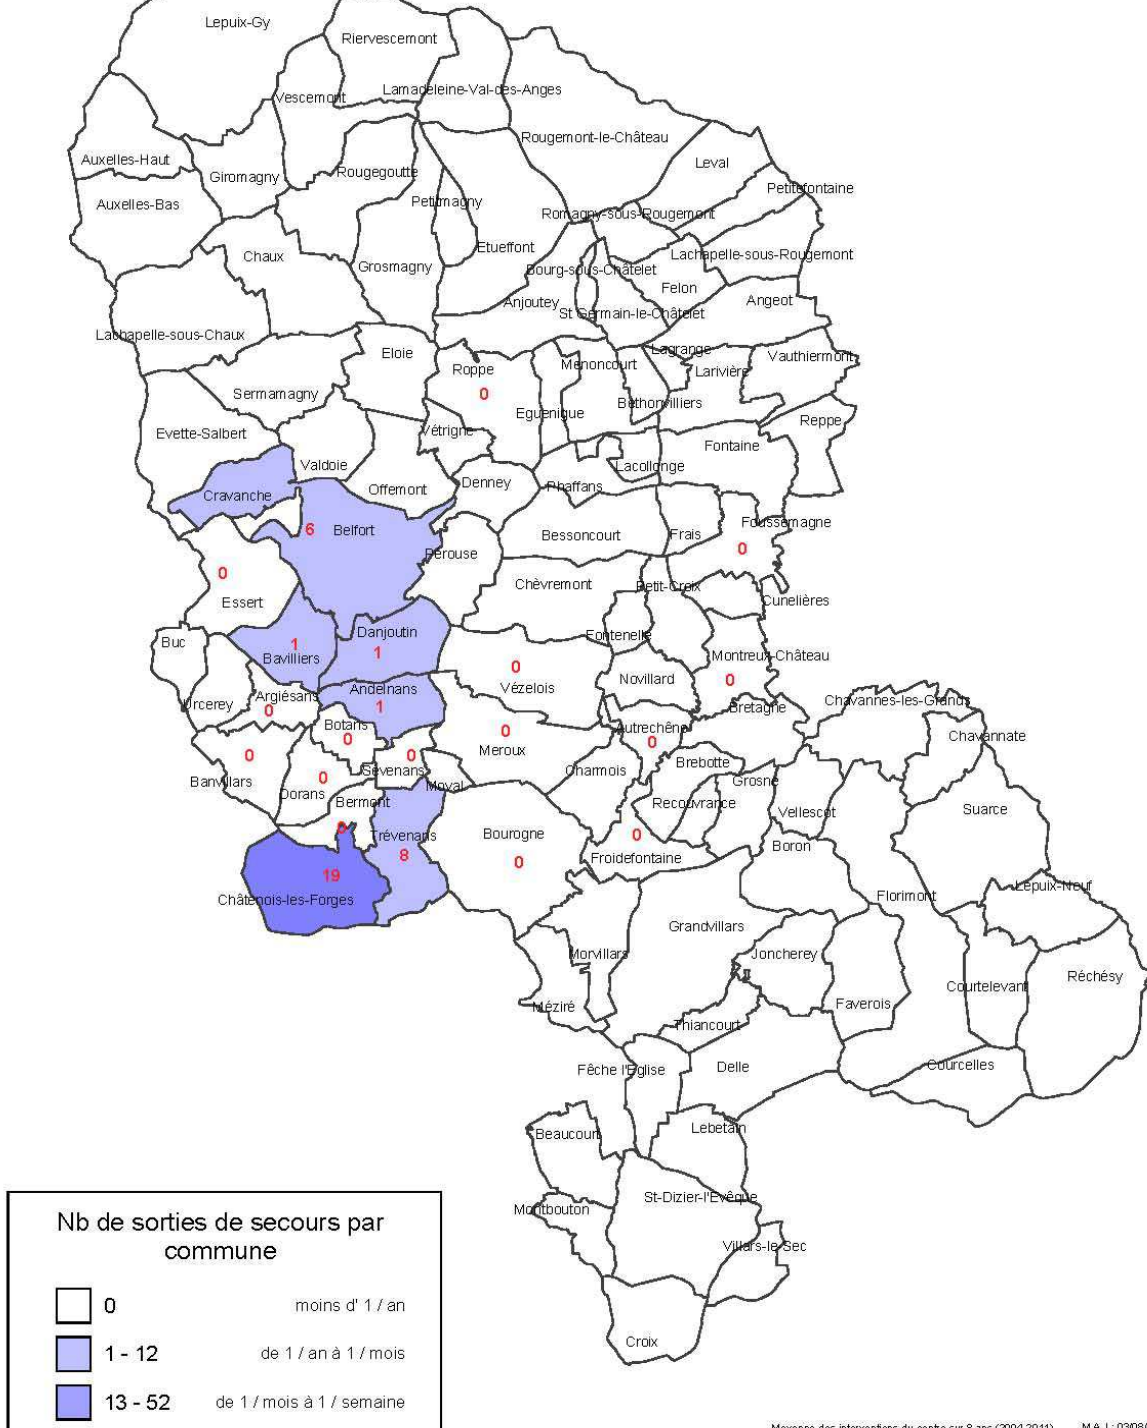 Lepuix-Gy
Riervescemont
Lamadeleine-Val-des-Anges
Vescemont
Rougemont-le-Château
Auxelles-Haut
Leval
Giromagny
Rougegoutte
Petitefontaine
Auxelles-Bas
Petitmagny
Romagny-sous-Rougemont
Etueffont
Chaux
Lachapelle-sous-Rougemont
Grosmagny
Bourg-sous-Châtelet
Felon
Anjoutey
Angeot
St Germain-le-Châtelet
Lachapelle-sous-Chaux
Eloie
Lagrange
Vauthiermont
Roppe
Menoncourt
Larivière
0
Sermamagny
Bethonvilliers
Eguenigue
Reppe
Evette-Salbert
Vétrigne
Fontaine
Valdoie
Lacollonge
Offemont
Denney
Phaffans
Cravanche
6
Belfort
Bessoncourt
Frais
Foussemagne
0
Pérouse
0
Chèvremont
Petit-Croix
Essert
Cunelières
Buc
Danjoutin
Fontenelle
1
Bavilliers
1
Montreux-Château
0
Vézelois
Novillard
0
Argiésans
Andelnans
Urcerey
0
1
Bretagne
Chavannes-les-Grands
Botans
0
0
Meroux
Autrechêne
0
Chavannate
Banvillars
0
Sévenans
0
Charmois
Brebotte
Dorans
0
Moval
Grosne
Bermont
Recouvrance
Vellescot
Suarce
Trévenans
8
Bourogne
0
0
Froidefontaine
Boron
19
Châtenois-les-Forges
Florimont
Lepuix-Neuf
Grandvillars
Morvillars
Joncherey
Réchésy
Courtelevant
Méziré
Faverois
Thiancourt
Fêche l'Eglise
Delle
Courcelles
Beaucourt
Lebetain
St-Dizier-l'Evêque
Montbouton
Villars-le-Sec
Croix
Nb de sorties de secours par
commune
0 moins d' 1 / an
1 - 12 de 1 / an à 1 / mois
13 - 52 de 1 / mois à 1 / semaine